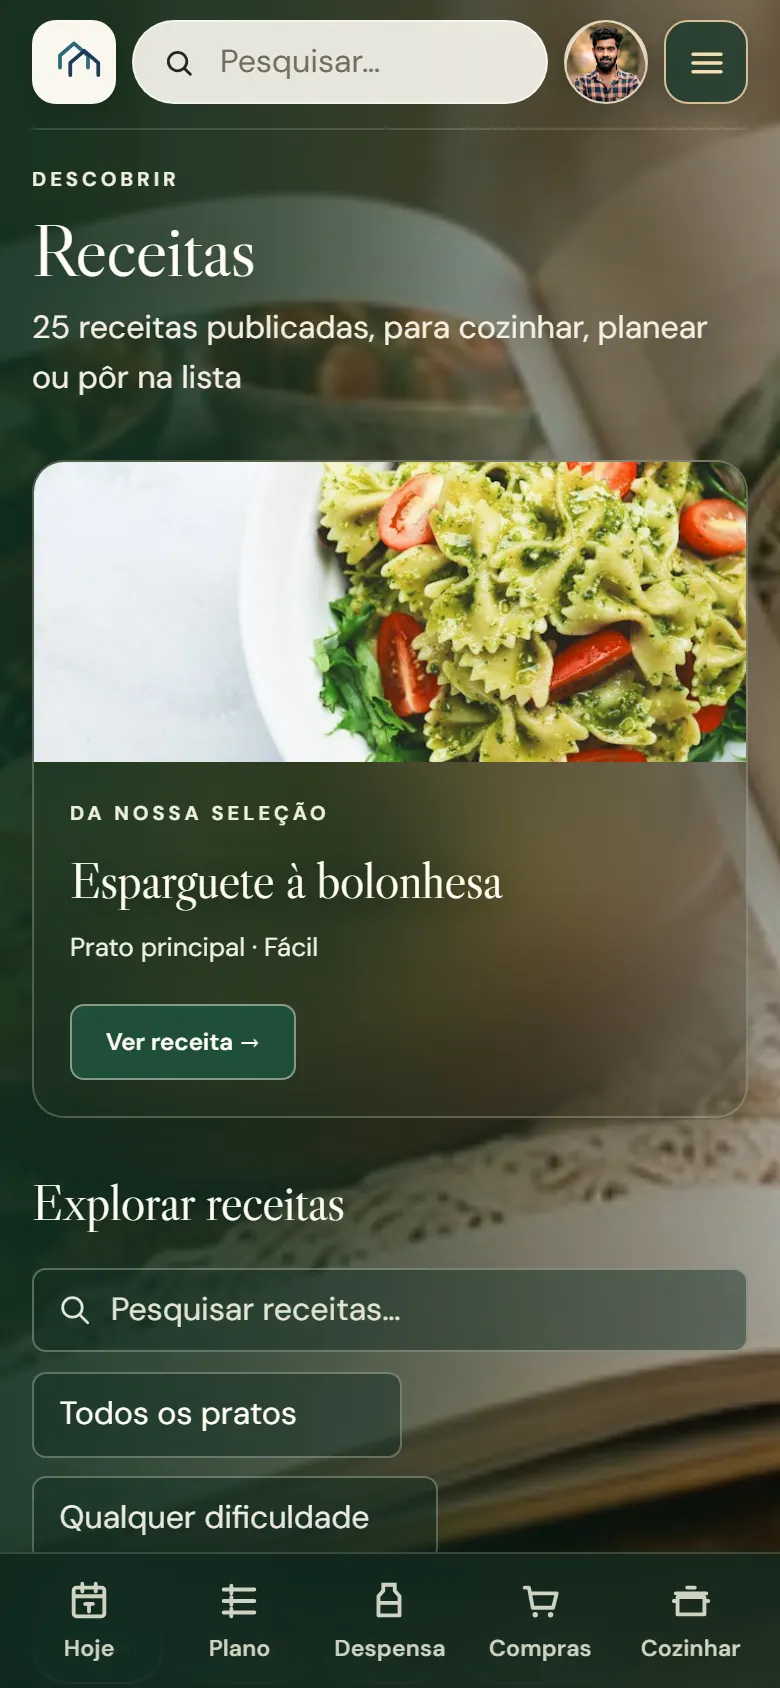 Pesquisar...
DESCOBRIR
Receitas
25 receitas publicadas, para cozinhar, planear
ou pôr na lista
DA NOSSA SELEÇÃO
Esparguete à bolonhesa
Prato principal · Fácil
Ver receita →
Explorar receitas
Pesquisar receitas...
Todos os pratos
Qualquer dificuldade
Hoje
Plano
Despensa
Compras
Cozinhar